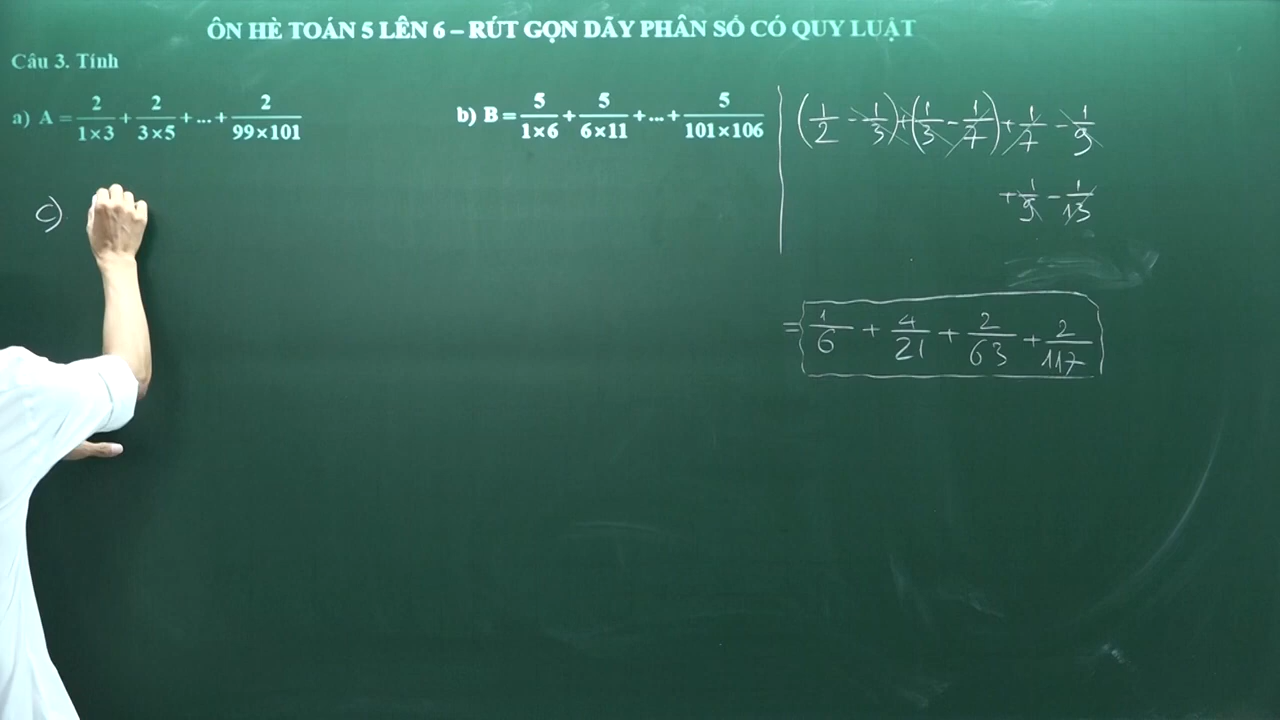 ÔN HÈ TOÁN 5 LÊN 6 – RÚT GỌN DÃY PHÂN SỐ CÓ QUY LUẬT
Câu 3. Tính
a) A = 2/(1×3) + 2/(3×5) + ... + 2/(99×101)
b) B = 5/(1×6) + 5/(6×11) + ... + 5/(101×106)
(1/2 - 1/3) + (1/3 - 1/7) + 1/7 - 1/9
+ 1/9 - 1/13
= 1/6 + 4/21 + 2/63 + 2/117
c)